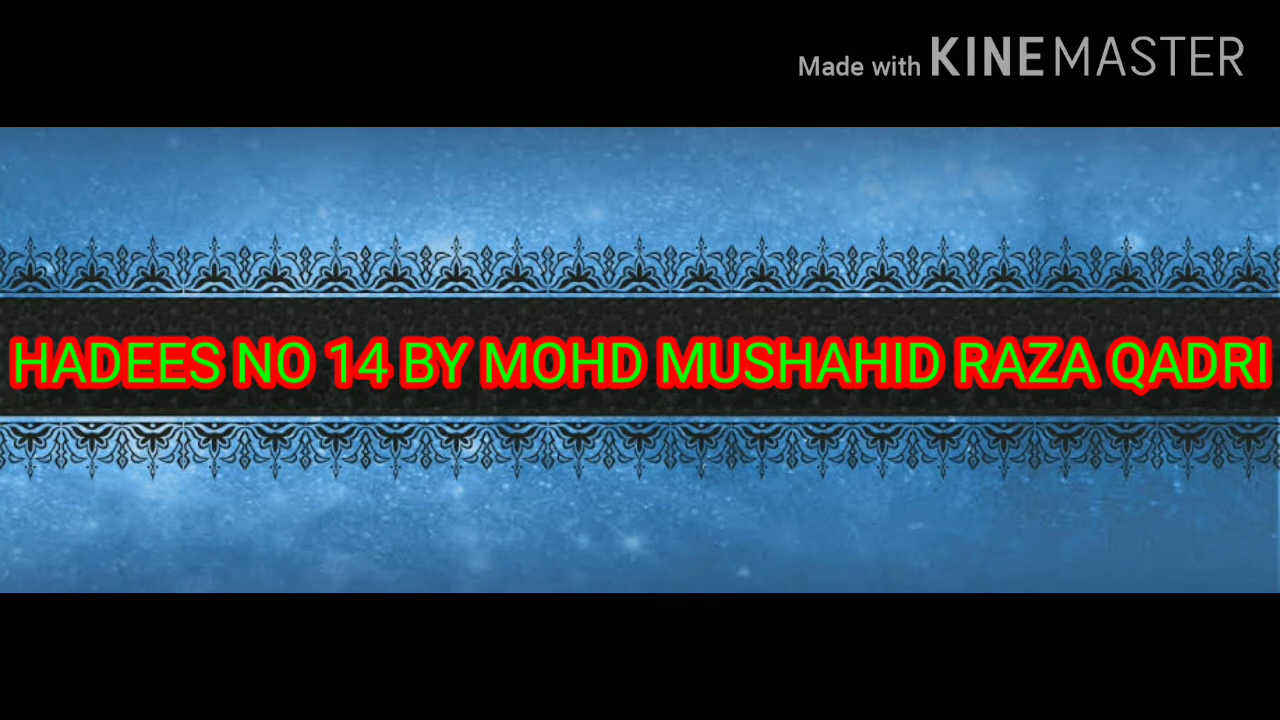 Made with KINEMASTER
HADEES NO 14 BY MOHD MUSHAHID RAZA QADRI